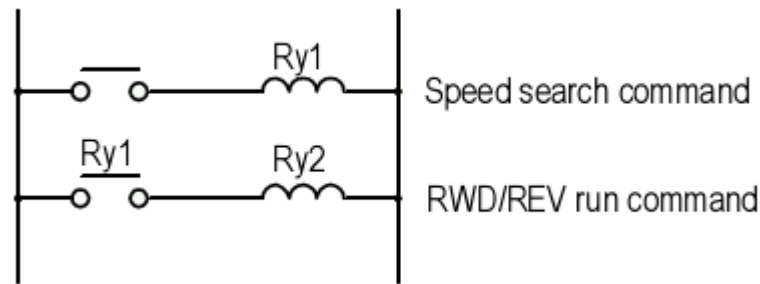 Ry1
Speed search command
Ry1
Ry2
RWD/REV run command